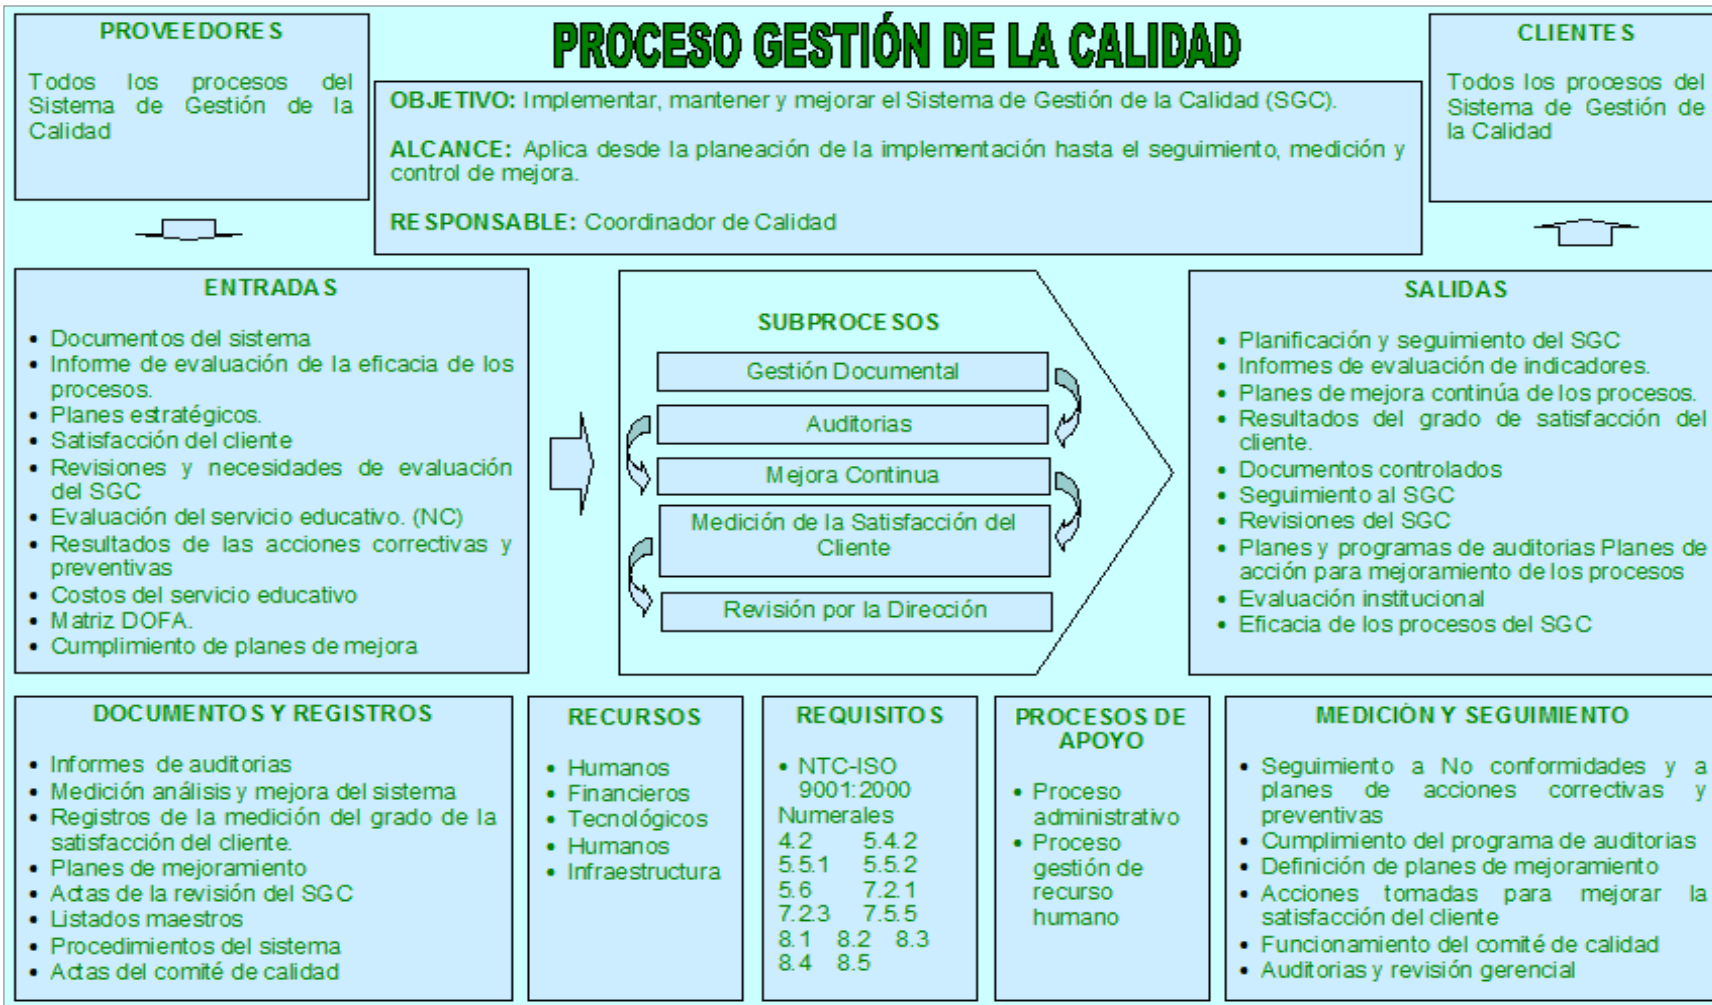 PROVEEDORES
Todos los procesos del
Sistema de Gestión de la
Calidad
PROCESO GESTIÓN DE LA CALIDAD
OBJETIVO: Implementar, mantener y mejorar el Sistema de Gestión de la Calidad (SGC).
ALCANCE: Aplica desde la planeación de la implementación hasta el seguimiento, medición y
control de mejora.
RESPONSABLE: Coordinador de Calidad
CLIENTES
Todos los procesos del
Sistema de Gestión de
la Calidad
ENTRADAS
• Documentos del sistema
• Informe de evaluación de la eficacia de los
procesos.
• Planes estratégicos.
• Satisfacción del cliente
• Revisiones y necesidades de evaluación
del SGC
• Evaluación del servicio educativo. (NC)
• Resultados de las acciones correctivas y
preventivas
• Costos del servicio educativo
• Matriz DOFA.
• Cumplimiento de planes de mejora
SUBPROCESOS
Gestión Documental
Auditorias
Mejora Continua
Medición de la Satisfacción del
Cliente
Revisión por la Dirección
SALIDAS
• Planificación y seguimiento del SGC
• Informes de evaluación de indicadores.
• Planes de mejora continúa de los procesos.
• Resultados del grado de satisfacción del
cliente.
• Documentos controlados
• Seguimiento al SGC
• Revisiones del SGC
• Planes y programas de auditorias Planes de
acción para mejoramiento de los procesos
• Evaluación institucional
• Eficacia de los procesos del SGC
DOCUMENTOS Y REGISTROS
• Informes de auditorias
• Medición análisis y mejora del sistema
• Registros de la medición del grado de la
satisfacción del cliente.
• Planes de mejoramiento
• Actas de la revisión del SGC
• Listados maestros
• Procedimientos del sistema
• Actas del comité de calidad
RECURSOS
• Humanos
• Financieros
• Tecnológicos
• Humanos
• Infraestructura
REQUISITOS
• NTC-ISO
9001:2000
Numerales
4.2 5.4.2
5.5.1 5.5.2
5.6 7.2.1
7.2.3 7.5.5
8.1 8.2 8.3
8.4 8.5
PROCESOS DE
APOYO
• Proceso
administrativo
• Proceso
gestión de
recurso
humano
MEDICIÓN Y SEGUIMIENTO
• Seguimiento a No conformidades y a
planes de acciones correctivas y
preventivas
• Cumplimiento del programa de auditorias
• Definición de planes de mejoramiento
• Acciones tomadas para mejorar la
satisfacción del cliente
• Funcionamiento del comité de calidad
• Auditorias y revisión gerencial